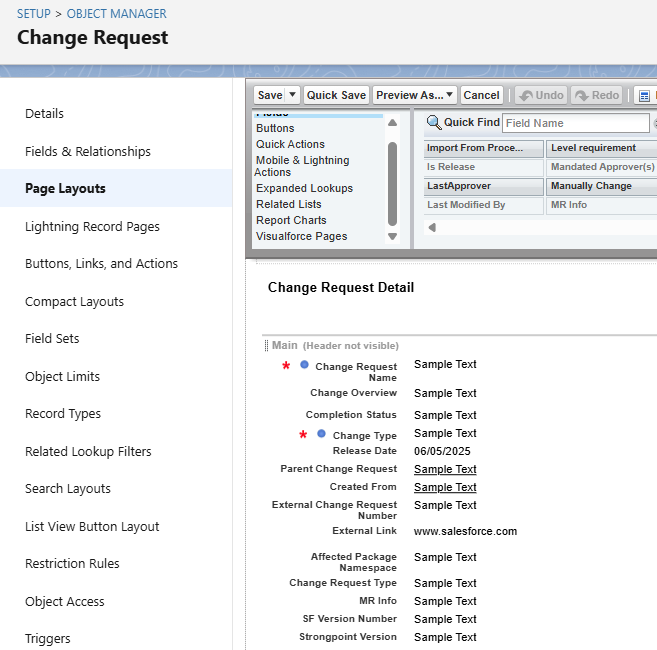 SETUP > OBJECT MANAGER
Change Request
Details
Fields & Relationships
Page Layouts
Lightning Record Pages
Buttons, Links, and Actions
Compact Layouts
Field Sets
Object Limits
Record Types
Related Lookup Filters
Search Layouts
List View Button Layout
Restriction Rules
Object Access
Triggers
Save Quick Save Preview As... Cancel Undo Redo
Fields
Buttons
Quick Actions
Mobile & Lightning
Actions
Expanded Lookups
Related Lists
Report Charts
Visualforce Pages
Quick Find Field Name
Import From Proce... Level requirement
Is Release Mandated Approver(s)
LastApprover Manually Change
Last Modified By MR Info
Change Request Detail
Main (Header not visible)
* Change Request Name Sample Text
Change Overview Sample Text
Completion Status Sample Text
* Change Type Sample Text
Release Date 06/05/2025
Parent Change Request Sample Text
Created From Sample Text
External Change Request Number Sample Text
External Link www.salesforce.com
Affected Package Namespace Sample Text
Change Request Type Sample Text
MR Info Sample Text
SF Version Number Sample Text
Strongpoint Version Sample Text